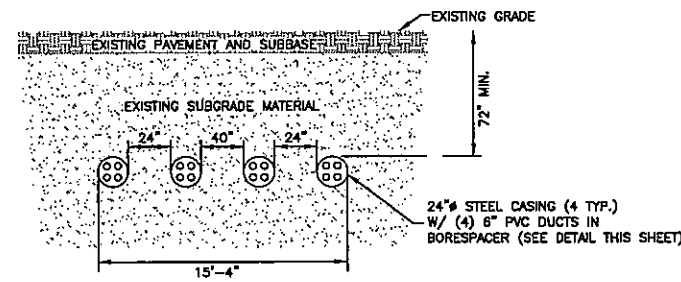 EXISTING GRADE
EXISTING PAVEMENT AND SUBBASE
72" MIN.
EXISTING SUBGRADE MATERIAL
24" 40" 24"
24"ø STEEL CASING (4 TYP.)
W/ (4) 6" PVC DUCTS IN
BORESPACER (SEE DETAIL THIS SHEET)
15'-4"